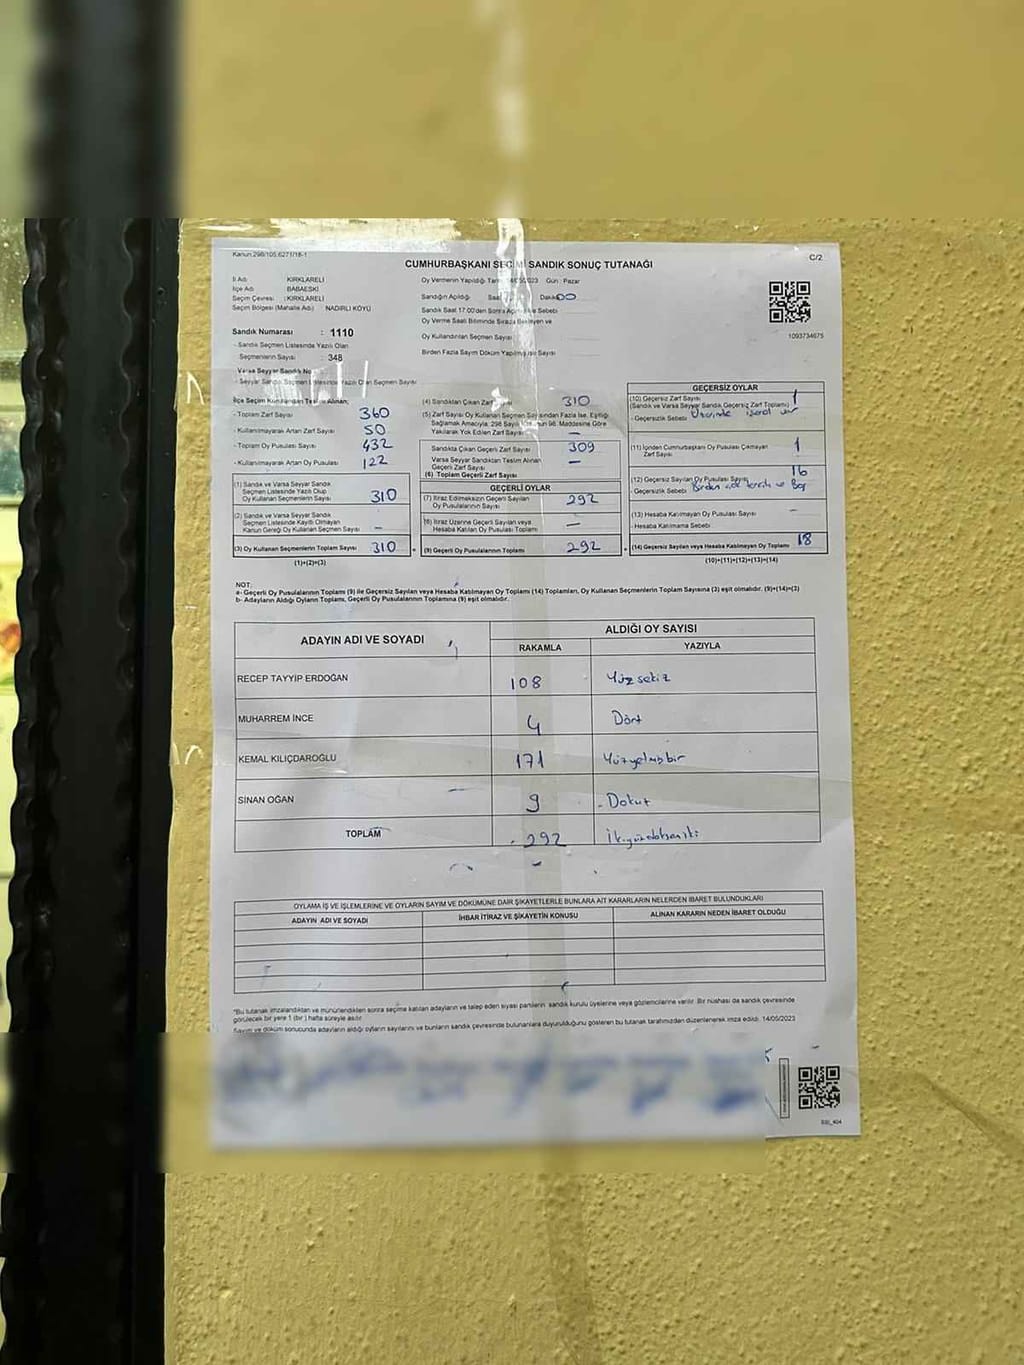 Kanun:298/105,6271/18-1
CUMHURBAŞKANI SEÇİMİ SANDIK SONUÇ TUTANAĞI
C/2
İl Adı : KIRKLARELİ
İlçe Adı : BABAESKİ
Seçim Çevresi : KIRKLARELİ
Seçim Bölgesi (Mahalle Adı) : NADIRLI KÖYÜ
Oy Vermenin Yapıldığı Tarih 14/05/2023 Gün : Pazar
Sandığın Açıldığı Saat Dakika 00
Sandık Saat 17.00'den Sonra Sebebi
Oy Verme Saati Bitiminde Sırada Bekleyen ve
Oy Kullandırılan Seçmen Sayısı
Birden Fazla Sayım Döküm Yapılmış ise Sayısı
1093734675
Sandık Numarası : 1110
- Sandık Seçmen Listesinde Yazılı Olan
Seçmenlerin Sayısı : 348
Varsa Seyyar Sandık No
- Seyyar Sandık Seçmen Listesinde Yazılı Olan Seçmen Sayısı
İlçe Seçim Kurulundan Teslim Alınan;
- Toplam Zarf Sayısı 360
- Kullanılmayarak Artan Zarf Sayısı 50
- Toplam Oy Pusulası Sayısı 432
- Kullanılmayarak Artan Oy Pusulası 122
(1) Sandık ve Varsa Seyyar Sandık
Seçmen Listesinde Yazılı Olup
Oy Kullanan Seçmenlerin Sayısı 310
(2) Sandık ve Varsa Seyyar Sandık
Seçmen Listesinde Kayıtlı Olmayan
Kanun Gereği Oy Kullanan Seçmen Sayısı -
(3) Oy Kullanan Seçmenlerin Toplam Sayısı 310
(1)+(2)=(3)
(4) Sandıktan Çıkan Zarf Sayısı 310
(5) Zarf Sayısı Oy Kullanan Seçmen Sayısından Fazla İse, Eşitliği
Sağlamak Amacıyla; 298 Sayılı Kanunun 98. Maddesine Göre
Yakılarak Yok Edilen Zarf Sayısı -
Sandıkta Çıkan Geçerli Zarf Sayısı 309
Varsa Seyyar Sandıktan Teslim Alınan
Geçerli Zarf Sayısı -
(6) Toplam Geçerli Zarf Sayısı
GEÇERLİ OYLAR
(7) İtiraz Edilmeksizin Geçerli Sayılan
Oy Pusulalarının Toplamı 292
(8) İtiraz Üzerine Geçerli Sayılan veya
Hesaba Katılan Oy Pusulası Toplamı -
(9) Geçerli Oy Pusulalarının Toplamı 292
GEÇERSİZ OYLAR
(10) Geçersiz Zarf Sayısı 1
(Sandık ve Varsa Seyyar Sandık Geçersiz Zarf Toplamı)
- Geçersizlik Sebebi Üzerinde işaret var
(11) İçinden Cumhurbaşkanı Oy Pusulası Çıkmayan
Zarf Sayısı 1
(12) Geçersiz Sayılan Oy Pusulası Sayısı 16
- Geçersizlik Sebebi Birden çok tercih ve Boş
(13) Hesaba Katılmayan Oy Pusulası Sayısı -
- Hesaba Katılmama Sebebi
(14) Geçersiz Sayılan veya Hesaba Katılmayan Oy Toplamı 18
(10)+(11)+(12)+(13)=(14)
NOT:
a- Geçerli Oy Pusulalarının Toplamı (9) ile Geçersiz Sayılan veya Hesaba Katılmayan Oy Toplamı (14) Toplamları, Oy Kullanan Seçmenlerin Toplam Sayısına (3) eşit olmalıdır. (9)+(14)=(3)
b- Adayların Aldığı Oyların Toplamı, Geçerli Oy Pusulalarının Toplamına (9) eşit olmalıdır.
ADAYIN ADI VE SOYADI
ALDIĞI OY SAYISI
RAKAMLA YAZIYLA
RECEP TAYYİP ERDOĞAN 108 Yüzsekiz
MUHARREM İNCE 4 Dört
KEMAL KILIÇDAROĞLU 171 Yüzyetmişbir
SİNAN OĞAN 9 Dokuz
TOPLAM 292 İkiyüzdoksaniki
OYLAMA İŞ VE İŞLEMLERİNE VE OYLARIN SAYIM VE DÖKÜMÜNE DAİR ŞİKAYETLERLE BUNLARA AİT KARARLARIN NELERDEN İBARET BULUNDUKLARI
ADAYIN ADI VE SOYADI İHBAR İTİRAZ VE ŞİKAYETİN KONUSU ALINAN KARARIN NEDEN İBARET OLDUĞU
*Bu tutanak imzalandıktan ve mühürlendikten sonra seçime katılan adayların ve talep eden siyasi partilerin sandık kurulu üyelerine veya gözlemcilerine verilir. Bir nüshası da sandık çevresinde
görülecek bir yere 1 (bir ) hafta süreyle asılır.
Sayım ve döküm sonucunda adayların aldığı oyların sayılarını ve bunların sandık çevresinde bulunanlara duyurulduğunu gösteren bu tutanak tarafımızdan düzenlenerek imza edildi. 14/05/2023